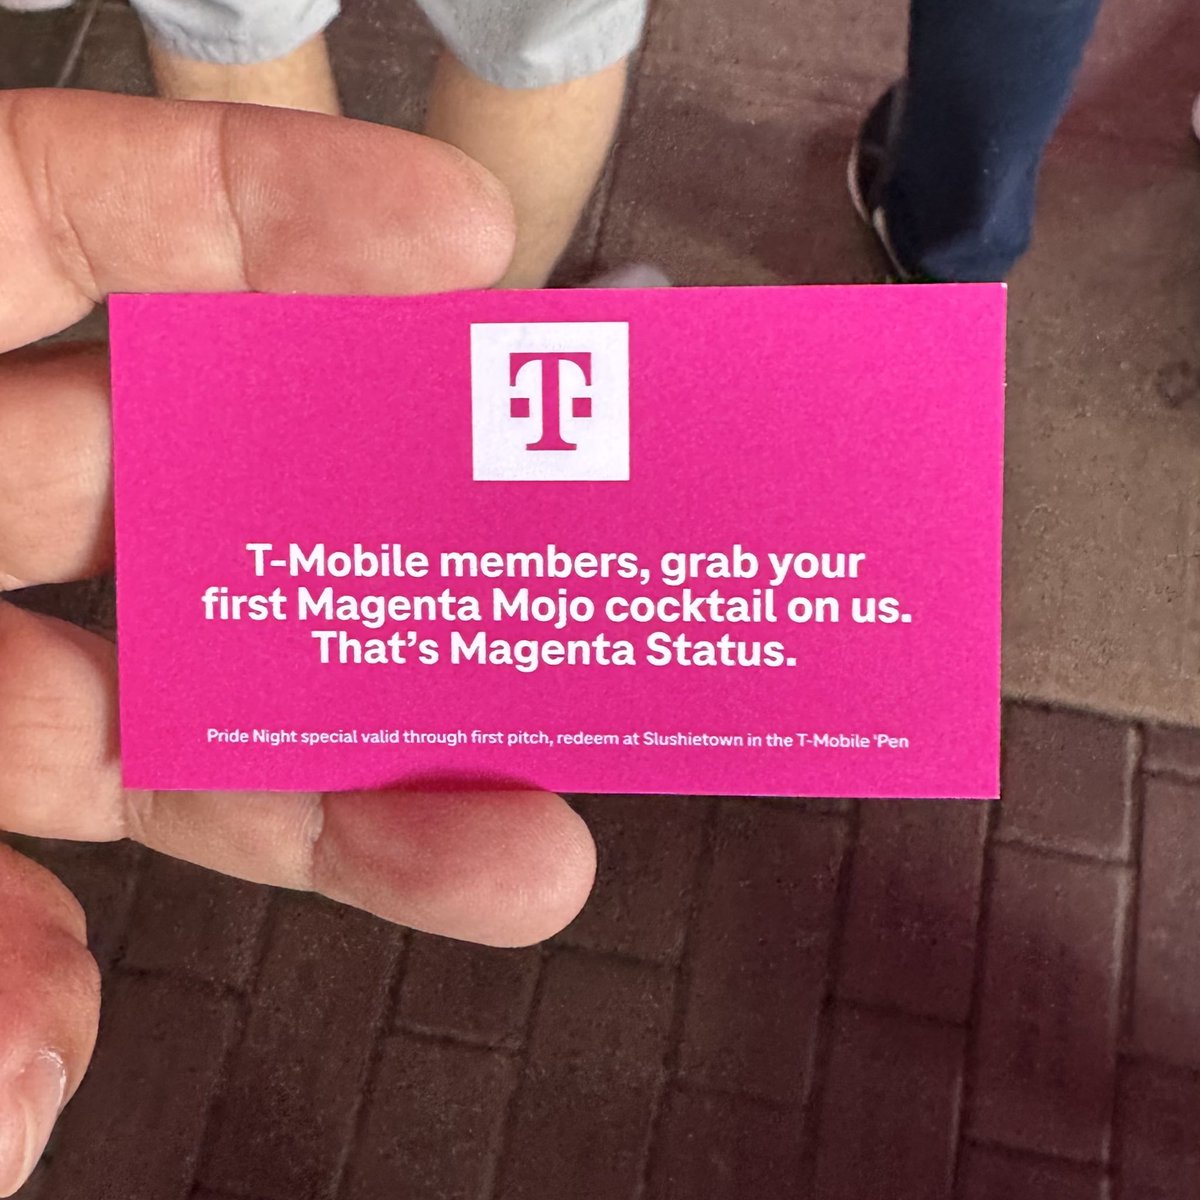 T
T-Mobile members, grab your
first Magenta Mojo cocktail on us.
That's Magenta Status.
Pride Night special valid through first pitch, redeem at Slushietown in the T-Mobile 'Pen